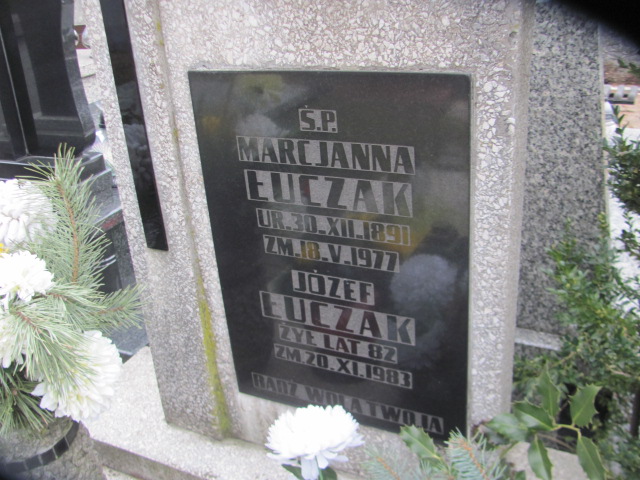 Ś.P.
MARCJANNA
ŁUCZAK
UR.30.XII.1891
ZM.18.V.1977
JÓZEF
ŁUCZAK
ŻYŁ LAT 82
ZM.20.XI.1983
BĄDŹ WOLA TWOJA